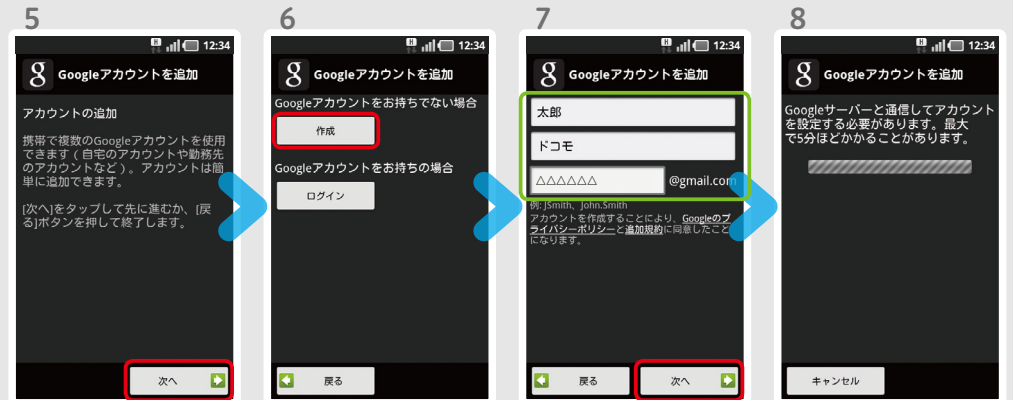 5
12:34
Googleアカウントを追加
アカウントの追加
携帯で複数のGoogleアカウントを使用
できます(自宅のアカウントや勤務先
のアカウントなど)。アカウントは簡
単に追加できます。
[次へ]をタップして先に進むか、[戻
る]ボタンを押して終了します。
次へ
6
H
12:34
Googleアカウントを追加
Googleアカウントをお持ちでない場合
作成
Googleアカウントをお持ちの場合
ログイン
戻る
7
H
12:34
Googleアカウントを追加
太郎
ドコモ
△△△△△△
@gmail.com
例: JSmith、John.Smith
アカウントを作成することにより、Googleのプ
ライバシーポリシーと追加規約に同意したこと
になります。
戻る
次へ
8
H
12:34
Googleアカウントを追加
Googleサーバーと通信してアカウント
を設定する必要があります。最大
で5分ほどかかることがあります。
キャンセル